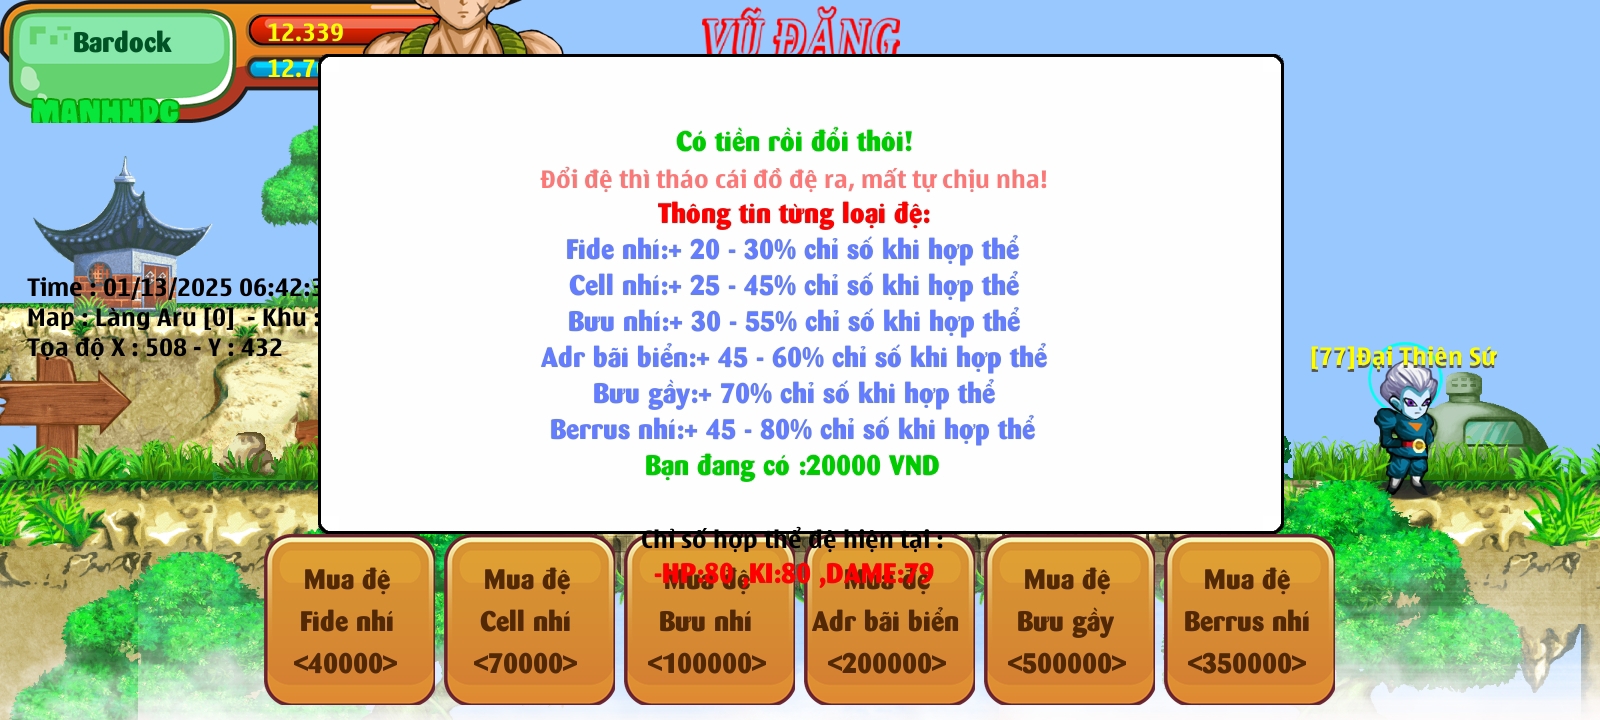 VŨ ĐĂNG
Bardock
12.339
12.7
MANHHDC
Có tiền rồi đổi thôi!
Đổi đệ thì tháo cái đồ đệ ra, mất tự chịu nha!
Thông tin từng loại đệ:
Fide nhí:+ 20 - 30% chỉ số khi hợp thể
Cell nhí:+ 25 - 45% chỉ số khi hợp thể
Bưu nhí:+ 30 - 55% chỉ số khi hợp thể
Adr bãi biển:+ 45 - 60% chỉ số khi hợp thể
Bưu gầy:+ 70% chỉ số khi hợp thể
Berrus nhí:+ 45 - 80% chỉ số khi hợp thể
Bạn đang có :20000 VND
Time : 01/13/2025 06:42:3
Map : Làng Aru [0] - Khu :
Tọa độ X : 508 - Y : 432
[77]Đại Thiên Sứ
Chỉ số hợp thể đệ hiện tại :
-HP:80 ,KI:80 ,DAME:79
Mua đệ
Fide nhí
<40000>
Mua đệ
Cell nhí
<70000>
Mua đệ
Bưu nhí
<100000>
Mua đệ
Adr bãi biển
<200000>
Mua đệ
Bưu gầy
<500000>
Mua đệ
Berrus nhí
<350000>